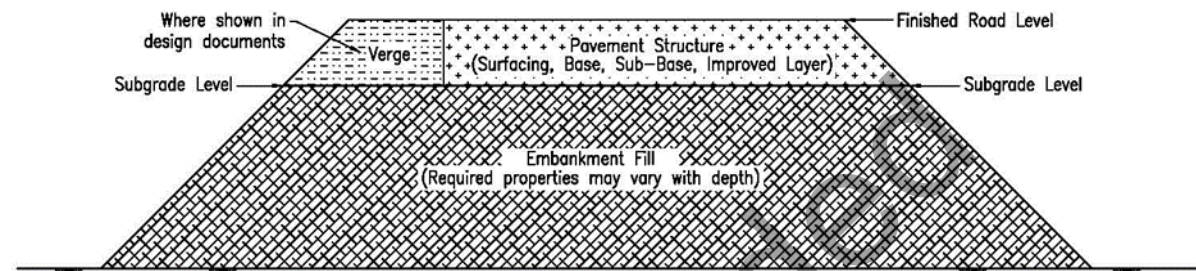 Where shown in
design documents
Finished Road Level
Verge
Pavement Structure
(Surfacing, Base, Sub-Base, Improved Layer)
Subgrade Level
Subgrade Level
Embankment Fill
(Required properties may vary with depth)